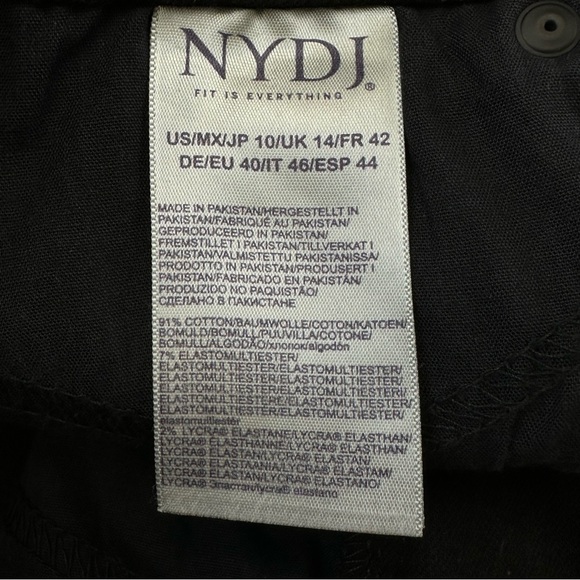 NYDJ®
FIT IS EVERYTHING
US/MX/JP 10/UK 14/FR 42
DE/EU 40/IT 46/ESP 44
MADE IN PAKISTAN/HERGESTELLT IN
PAKISTAN/FABRIQUÉ AU PAKISTAN/
GEPRODUCEERD IN PAKISTAN/
FREMSTILLET I PAKISTAN/TILLVERKAT I
PAKISTAN/VALMISTETTU PAKISTANISSA/
PRODOTTO IN PAKISTAN/PRODUSERT I
PAKISTAN/FABRICADO EN PAKISTÁN/
PRODUZIDO NO PAQUISTÃO/
СДЕЛАНО В ПАКИСТАНЕ
91% COTTON/BAUMWOLLE/COTON/KATOEN/
BOMULD/BOMULL/PUUVILLA/COTONE/
BOMULL/ALGODÃO/хлопок/algodón
7% ELASTOMULTIESTER/
ELASTOMULTIESTER/ELASTOMULTIESTER/
ELASTOMULTIESTER/ELASTOMULTIESTER/
ELASTOMULTIESTER/ELASTOMULTIESTER/
ELASTOMULTIESTERE/ELASTOMULTIESTER/
ELASTOMULTIESTER/ELASTOMULTIESTER/
elastomultiéster
2% LYCRA® ELASTANE/LYCRA® ELASTHAN/
LYCRA® ELASTHANNE/LYCRA® ELASTHAN/
LYCRA® ELASTAN/LYCRA® ELASTAN/
LYCRA® ELASTAANIA/LYCRA® ELASTAM/
LYCRA® ELASTAN/LYCRA® ELASTANO/
LYCRA® Эластан/lycra® elastano